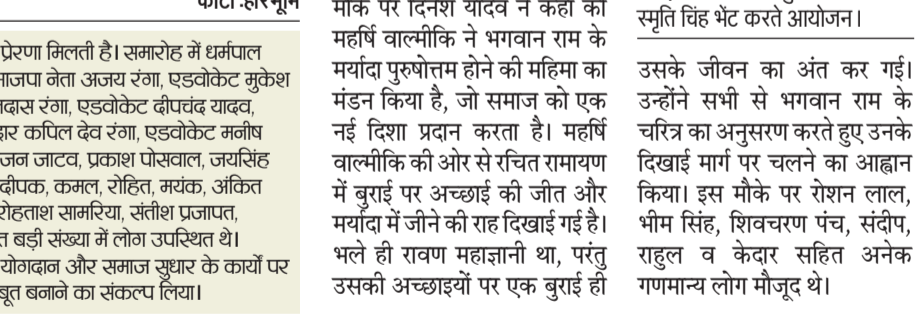 फोटो :हरिभूमि
प्रेरणा मिलती है। समारोह में धर्मपाल
भाजपा नेता अजय रंगा, एडवोकेट मुकेश
रंगा, एडवोकेट दीपचंद यादव,
कपिल देव रंगा, एडवोकेट मनीष
जाटव, प्रकाश पोसवाल, जयसिंह
दीपक, कमल, रोहित, मयंक, अंकित
रोहताश सामरिया, संतीश प्रजापत,
बड़ी संख्या में लोग उपस्थित थे।
योगदान और समाज सुधार के कार्यों पर
बनाने का संकल्प लिया।
मौके पर दिनेश यादव ने कहा की
महर्षि वाल्मीकि ने भगवान राम के
मर्यादा पुरुषोत्तम होने की महिमा का
मंडन किया है, जो समाज को एक
नई दिशा प्रदान करता है। महर्षि
वाल्मीकि की ओर से रचित रामायण
में बुराई पर अच्छाई की जीत और
मर्यादा में जीने की राह दिखाई गई है।
भले ही रावण महाज्ञानी था, परंतु
उसकी अच्छाइयों पर एक बुराई ही
स्मृति चिंह भेंट करते आयोजन।
उसके जीवन का अंत कर गई।
उन्होंने सभी से भगवान राम के
चरित्र का अनुसरण करते हुए उनके
दिखाई मार्ग पर चलने का आह्वान
किया। इस मौके पर रोशन लाल,
भीम सिंह, शिवचरण पंच, संदीप,
राहुल व केदार सहित अनेक
गणमान्य लोग मौजूद थे।